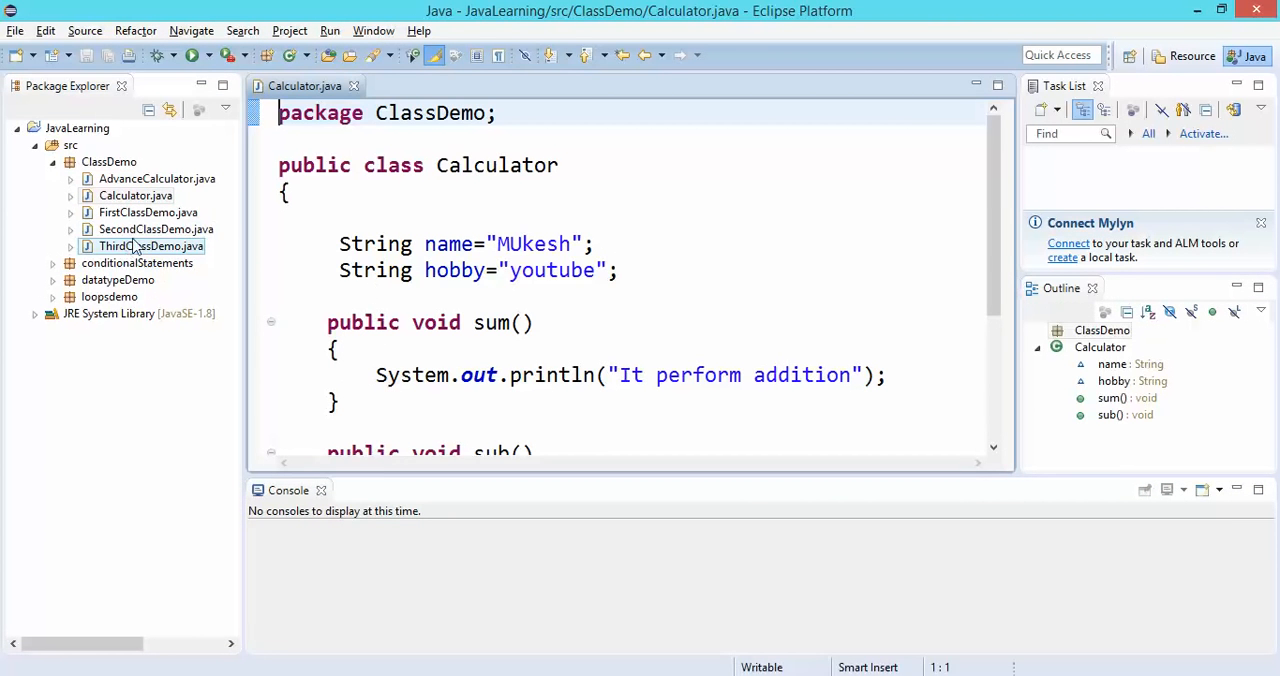 Java - JavaLearning/src/ClassDemo/Calculator.java - Eclipse Platform
File Edit Source Refactor Navigate Search Project Run Window Help
Quick Access
Resource
Java
Package Explorer
JavaLearning
src
ClassDemo
AdvanceCalculator.java
Calculator.java
FirstClassDemo.java
SecondClassDemo.java
ThirdClassDemo.java
conditionalStatements
datatypeDemo
loopsdemo
JRE System Library [JavaSE-1.8]
Calculator.java
package ClassDemo;
public class Calculator
{
String name="MUkesh";
String hobby="youtube";
public void sum()
{
System.out.println("It perform addition");
}
public void sub()
Console
No consoles to display at this time.
Task List
Find
All
Activate...
Connect Mylyn
Connect to your task and ALM tools or
create a local task.
Outline
ClassDemo
Calculator
name : String
hobby : String
sum() : void
sub() : void
Writable
Smart Insert
1 : 1